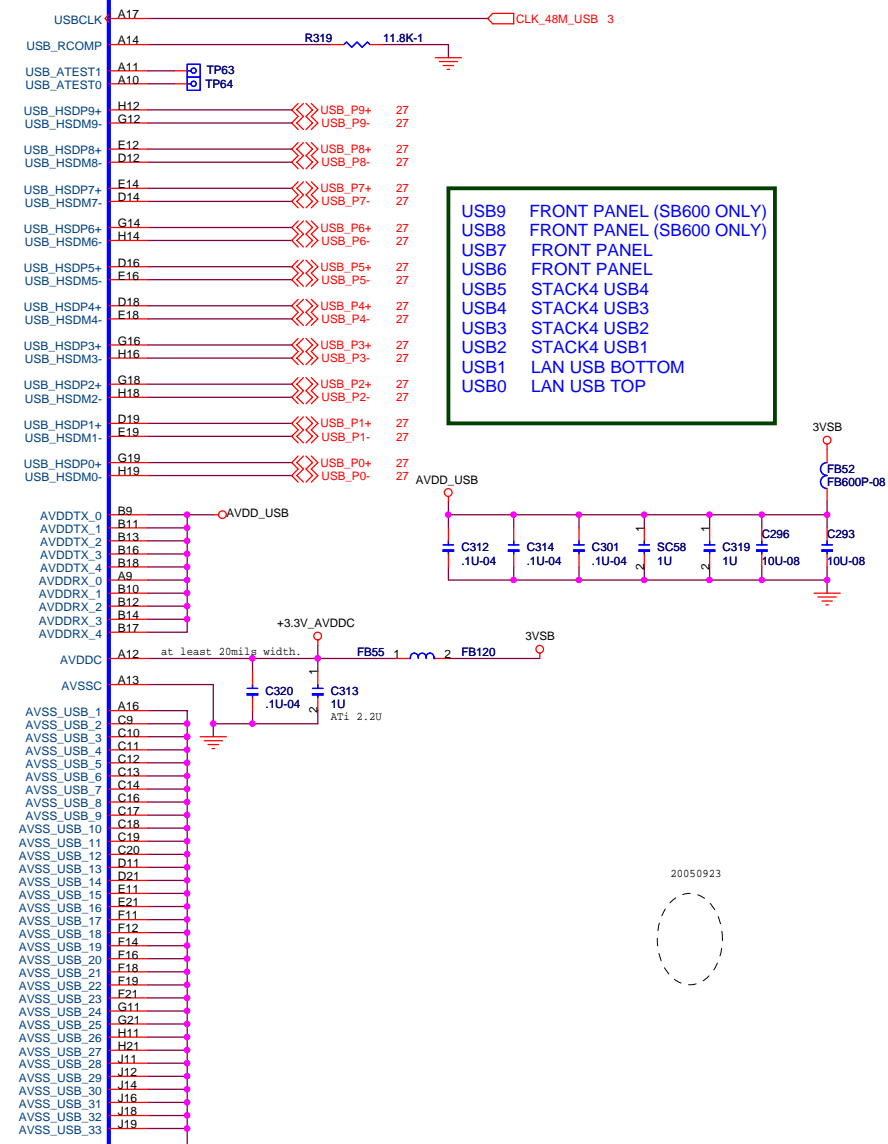 USBCLK A17 CLK_48M_USB 3
USB_RCOMP A14 R319 11.8K-1
USB_ATEST1 A11 TP63
USB_ATEST0 A10 TP64
USB_HSDP9+ H12 USB_P9+ 27
USB_HSDM9- G12 USB_P9- 27
USB_HSDP8+ E12 USB_P8+ 27
USB_HSDM8- D12 USB_P8- 27
USB_HSDP7+ E14 USB_P7+ 27
USB_HSDM7- D14 USB_P7- 27
USB_HSDP6+ G14 USB_P6+ 27
USB_HSDM6- H14 USB_P6- 27
USB_HSDP5+ D16 USB_P5+ 27
USB_HSDM5- E16 USB_P5- 27
USB_HSDP4+ D18 USB_P4+ 27
USB_HSDM4- E18 USB_P4- 27
USB_HSDP3+ G16 USB_P3+ 27
USB_HSDM3- H16 USB_P3- 27
USB_HSDP2+ G18 USB_P2+ 27
USB_HSDM2- H18 USB_P2- 27
USB_HSDP1+ D19 USB_P1+ 27
USB_HSDM1- E19 USB_P1- 27
USB_HSDP0+ G19 USB_P0+ 27
USB_HSDM0- H19 USB_P0- 27
USB9 FRONT PANEL (SB600 ONLY)
USB8 FRONT PANEL (SB600 ONLY)
USB7 FRONT PANEL
USB6 FRONT PANEL
USB5 STACK4 USB4
USB4 STACK4 USB3
USB3 STACK4 USB2
USB2 STACK4 USB1
USB1 LAN USB BOTTOM
USB0 LAN USB TOP
3VSB
FB52
FB600P-08
AVDD_USB
C312
.1U-04
C314
.1U-04
C301
.1U-04
1
SC58
1U
2
1
C319
1U
2
C296
10U-08
C293
10U-08
AVDDTX_0 B9 AVDD_USB
AVDDTX_1 B11
AVDDTX_2 B13
AVDDTX_3 B16
AVDDTX_4 B18
AVDDRX_0 A9
AVDDRX_1 B10
AVDDRX_2 B12
AVDDRX_3 B14
AVDDRX_4 B17
+3.3V_AVDDC
AVDDC A12 at least 20mils width. FB55 1 2 FB120 3VSB
AVSSC A13
C320
.1U-04
1
C313
1U
2
ATi 2.2U
AVSS_USB_1 A16
AVSS_USB_2 C9
AVSS_USB_3 C10
AVSS_USB_4 C11
AVSS_USB_5 C12
AVSS_USB_6 C13
AVSS_USB_7 C14
AVSS_USB_8 C16
AVSS_USB_9 C17
AVSS_USB_10 C18
AVSS_USB_11 C19
AVSS_USB_12 C20
AVSS_USB_13 D11
AVSS_USB_14 D21
AVSS_USB_15 E11
AVSS_USB_16 E21
AVSS_USB_17 F11
AVSS_USB_18 F12
AVSS_USB_19 F14
AVSS_USB_20 F16
AVSS_USB_21 F18
AVSS_USB_22 F19
AVSS_USB_23 F21
AVSS_USB_24 G11
AVSS_USB_25 G21
AVSS_USB_26 H11
AVSS_USB_27 H21
AVSS_USB_28 J11
AVSS_USB_29 J12
AVSS_USB_30 J14
AVSS_USB_31 J16
AVSS_USB_32 J18
AVSS_USB_33 J19
20050923